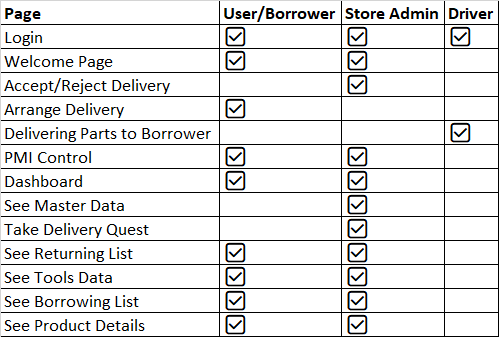 Page User/Borrower Store Admin Driver
Login
Welcome Page
Accept/Reject Delivery
Arrange Delivery
Delivering Parts to Borrower
PMI Control
Dashboard
See Master Data
Take Delivery Quest
See Returning List
See Tools Data
See Borrowing List
See Product Details